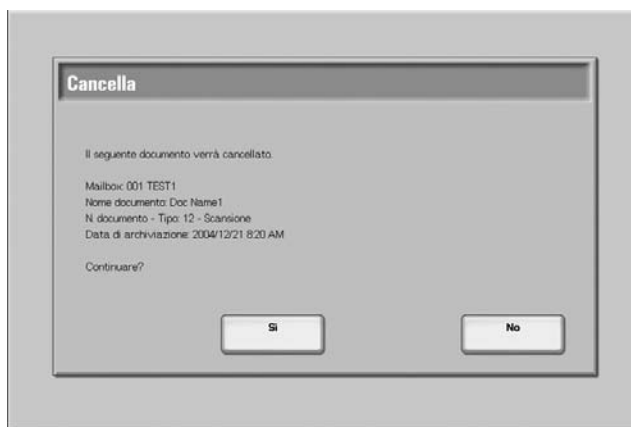 Cancella
Il seguente documento verrà cancellato.
Mailbox: 001 TEST1
Nome documento: Doc Name1
N. documento - Tipo: 12 - Scansione
Data di archiviazione: 2004/12/21 8:20 AM
Continuare?
Sì
No